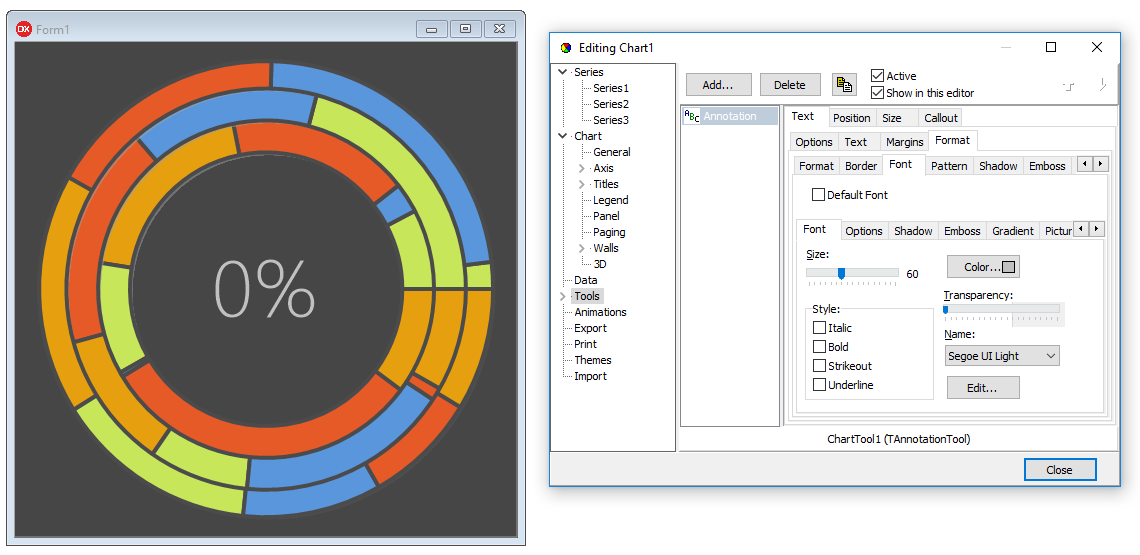 DX Form1
0%
Editing Chart1
Series
Series1
Series2
Series3
Chart
General
Axis
Titles
Legend
Panel
Paging
Walls
3D
Data
Tools
Animations
Export
Print
Themes
Import
Add... Delete
Active
Show in this editor
ABC Annotation
Text Position Size Callout
Options Text Margins Format
Format Border Font Pattern Shadow Emboss
Default Font
Font Options Shadow Emboss Gradient Pictur
Size:
60
Color...
Transparency:
Style:
Italic
Bold
Strikeout
Underline
Name:
Segoe UI Light
Edit...
ChartTool1 (TAnnotationTool)
Close